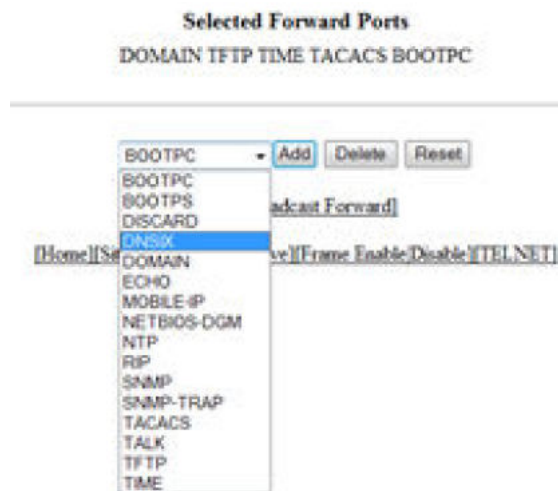 Selected Forward Ports
DOMAIN TFTP TIME TACACS BOOTPC
BOOTPC Add Delete Reset
BOOTPC
BOOTPS
DISCARD
DNSIX
DOMAIN
ECHO
MOBILE-IP
NETBIOS-DGM
NTP
RIP
SNMP
SNMP-TRAP
TACACS
TALK
TFTP
TIME
adcast Forward]
[Home][S ve][Frame Enable/Disable][TELNET]